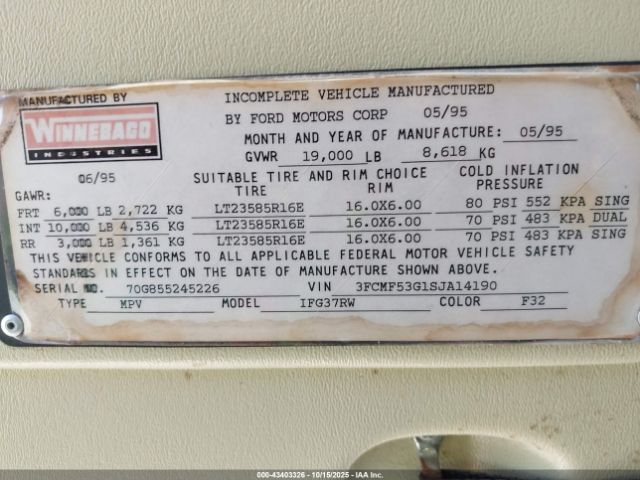 MANUFACTURED BY
WINNEBAGO
INDUSTRIES
INCOMPLETE VEHICLE MANUFACTURED
BY FORD MOTORS CORP 05/95
MONTH AND YEAR OF MANUFACTURE: 05/95
GVWR 19,000 LB 8,618 KG
06/95
SUITABLE TIRE AND RIM CHOICE COLD INFLATION
GAWR: TIRE RIM PRESSURE
FRT 6,000 LB 2,722 KG LT23585R16E 16.0X6.00 80 PSI 552 KPA SING
INT 10,000 LB 4,536 KG LT23585R16E 16.0X6.00 70 PSI 483 KPA DUAL
RR 3,000 LB 1,361 KG LT23585R16E 16.0X6.00 70 PSI 483 KPA SING
THIS VEHICLE CONFORMS TO ALL APPLICABLE FEDERAL MOTOR VEHICLE SAFETY
STANDARDS IN EFFECT ON THE DATE OF MANUFACTURE SHOWN ABOVE.
SERIAL NO. 70G855245226 VIN 3FCMF53G1SJA14190
TYPE MPV MODEL IFG37RW COLOR F32
000-43403326 - 10/15/2025 - IAA Inc.